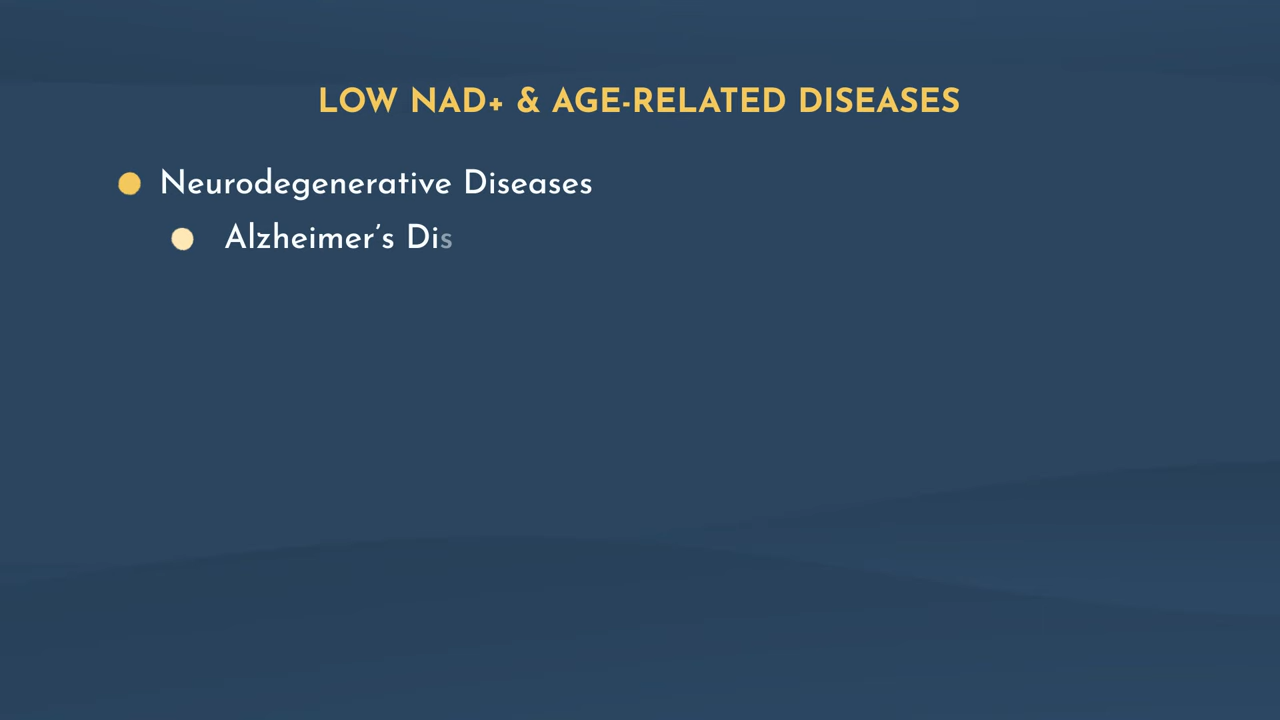 LOW NAD+ & AGE-RELATED DISEASES
Neurodegenerative Diseases
Alzheimer’s Dis